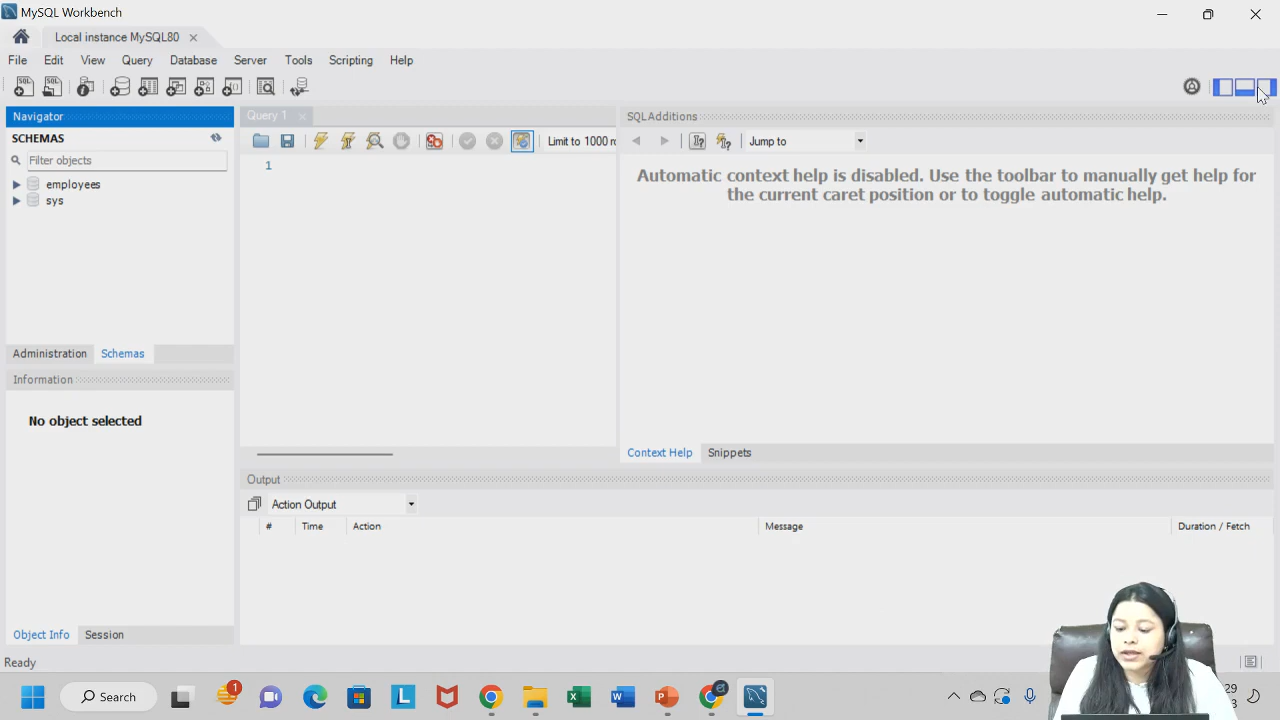 MySQL Workbench
Local instance MySQL80
File Edit View Query Database Server Tools Scripting Help
Navigator
SCHEMAS
Filter objects
employees
sys
Administration Schemas
Information
No object selected
Object Info Session
Query 1
Limit to 1000 ro
1
SQLAdditions
Jump to
Automatic context help is disabled. Use the toolbar to manually get help for
the current caret position or to toggle automatic help.
Context Help Snippets
Output
Action Output
# Time Action Message Duration / Fetch
Ready
Search
1
29